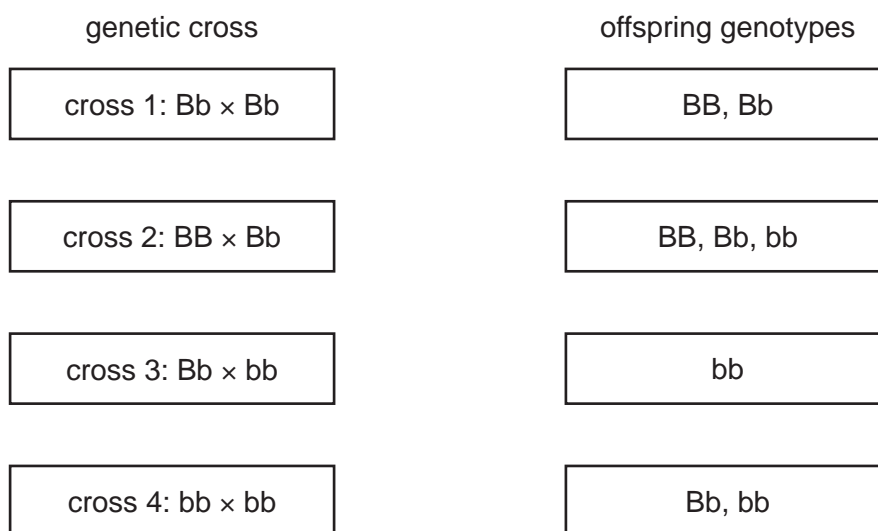 genetic cross offspring genotypes
cross 1: Bb × Bb BB, Bb
cross 2: BB × Bb BB, Bb, bb
cross 3: Bb × bb bb
cross 4: bb × bb Bb, bb